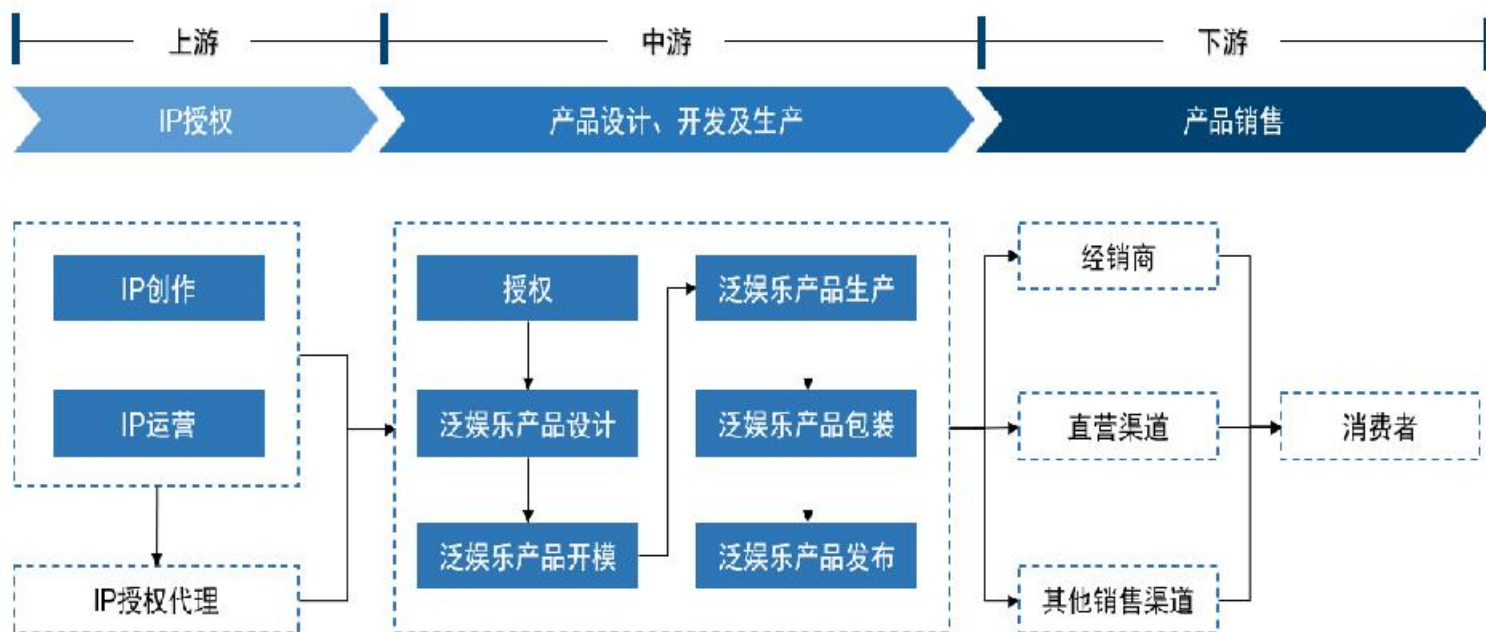 上游
中游
下游
IP授权
产品设计、开发及生产
产品销售
IP创作
IP运营
IP授权代理
授权
泛娱乐产品设计
泛娱乐产品开模
泛娱乐产品生产
泛娱乐产品包装
泛娱乐产品发布
经销商
直营渠道
其他销售渠道
消费者